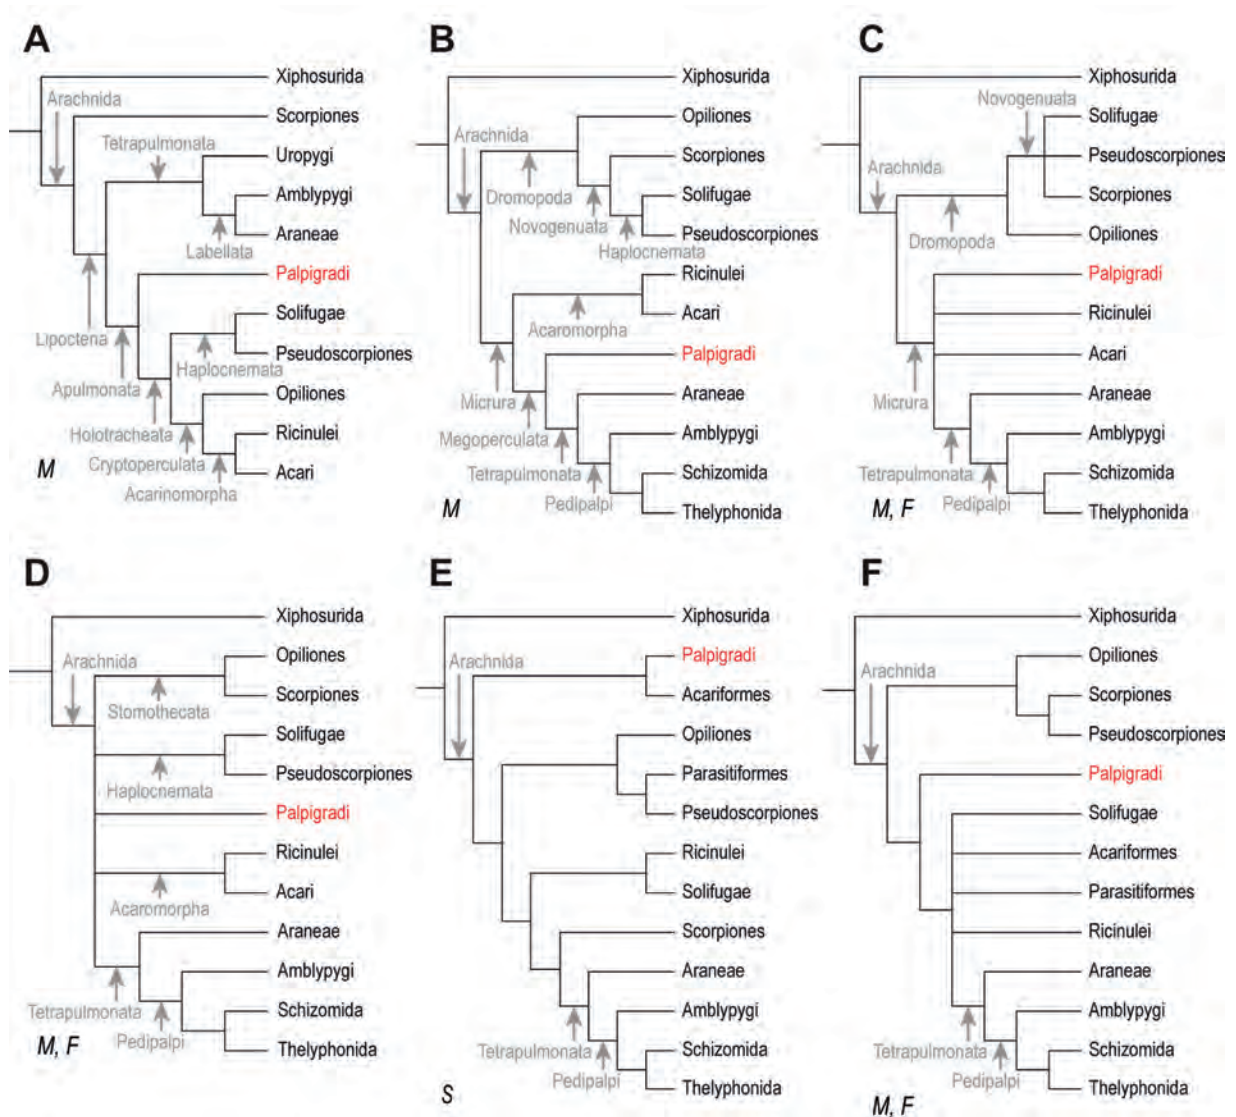 A
Xiphosurida
Arachnida
Scorpiones
Tetrapulmonata
Uropygi
Amblypygi
Araneae
Labellata
Palpigradi
Solifugae
Lipoctena
Pseudoscorpiones
Haplocnemata
Apulmonata
Opiliones
Holotracheata
Ricinulei
Cryptoperculata
Acari
Acarinomorpha
M
B
Xiphosurida
Opiliones
Arachnida
Scorpiones
Dromopoda
Solifugae
Novogenuata
Pseudoscorpiones
Haplocnemata
Ricinulei
Acari
Acaromorpha
Palpigradi
Araneae
Micrura
Amblypygi
Megoperculata
Schizomida
Tetrapulmonata
Pedipalpi
Thelyphonida
M
C
Xiphosurida
Novogenuata
Solifugae
Pseudoscorpiones
Arachnida
Scorpiones
Opiliones
Dromopoda
Palpigradi
Ricinulei
Acari
Araneae
Micrura
Amblypygi
Tetrapulmonata
Schizomida
Pedipalpi
Thelyphonida
M, F
D
Xiphosurida
Opiliones
Arachnida
Scorpiones
Stomothecata
Solifugae
Pseudoscorpiones
Haplocnemata
Palpigradi
Ricinulei
Acari
Acaromorpha
Araneae
Amblypygi
Tetrapulmonata
Schizomida
Pedipalpi
Thelyphonida
M, F
E
Xiphosurida
Palpigradi
Arachnida
Acariformes
Opiliones
Parasitiformes
Pseudoscorpiones
Ricinulei
Solifugae
Scorpiones
Araneae
Amblypygi
Tetrapulmonata
Schizomida
Pedipalpi
Thelyphonida
S
F
Xiphosurida
Opiliones
Arachnida
Scorpiones
Pseudoscorpiones
Palpigradi
Solifugae
Acariformes
Parasitiformes
Ricinulei
Araneae
Amblypygi
Tetrapulmonata
Schizomida
Pedipalpi
Thelyphonida
M, F